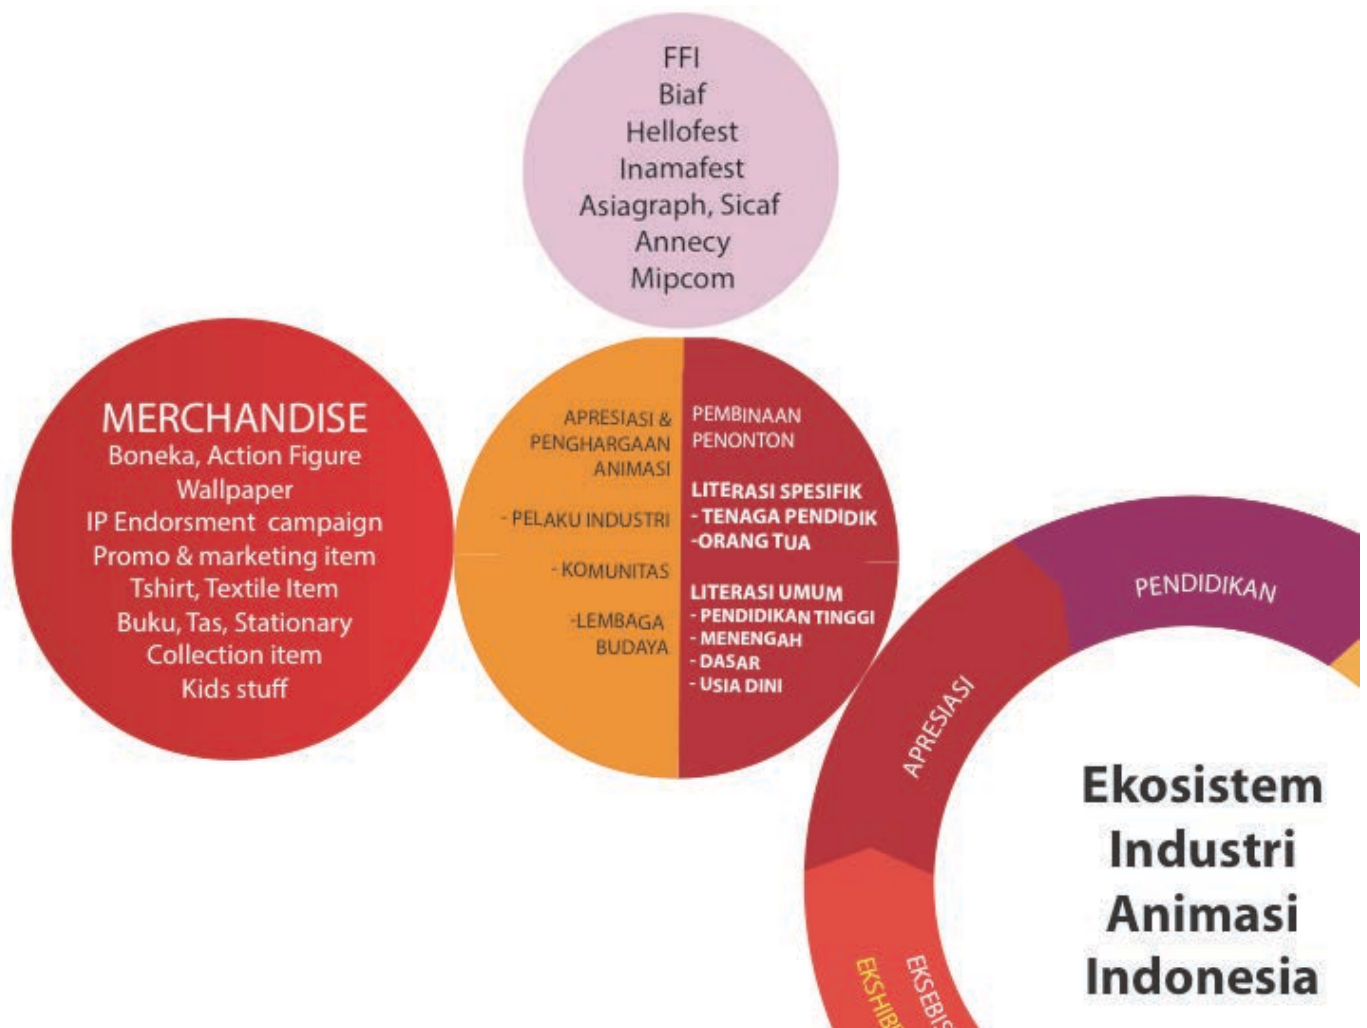 FFI
Biaf
Hellofest
Inamafest
Asiagraph, Sicaf
Annecy
Mipcom
MERCHANDISE
Boneka, Action Figure
Wallpaper
IP Endorsment campaign
Promo & marketing item
Tshirt, Textile Item
Buku, Tas, Stationary
Collection item
Kids stuff
APRESIASI &
PENGHARGAAN
ANIMASI
- PELAKU INDUSTRI
- KOMUNITAS
-LEMBAGA
BUDAYA
PEMBINAAN
PENONTON
LITERASI SPESIFIK
- TENAGA PENDIDIK
-ORANG TUA
LITERASI UMUM
- PENDIDIKAN TINGGI
- MENENGAH
- DASAR
- USIA DINI
PENDIDIKAN
APRESIASI
Ekosistem
Industri
Animasi
Indonesia